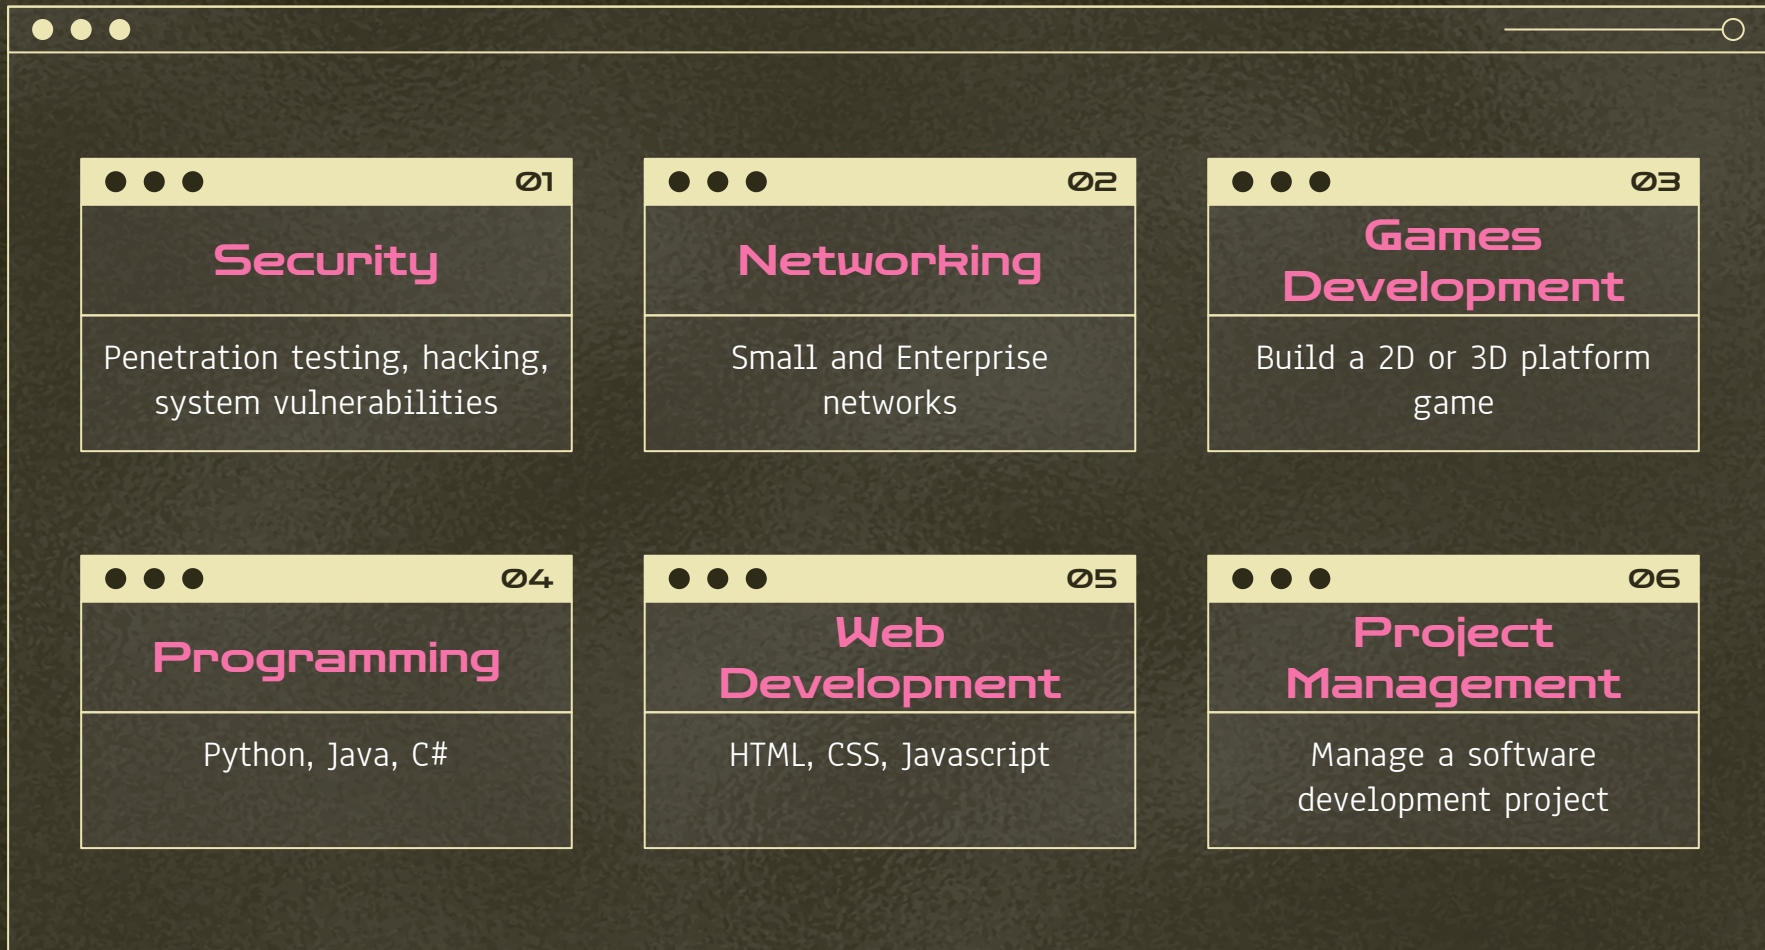 01
Security
Penetration testing, hacking,
system vulnerabilities
02
Networking
Small and Enterprise
networks
03
Games
Development
Build a 2D or 3D platform
game
04
Programming
Python, Java, C#
05
Web
Development
HTML, CSS, Javascript
06
Project
Management
Manage a software
development project